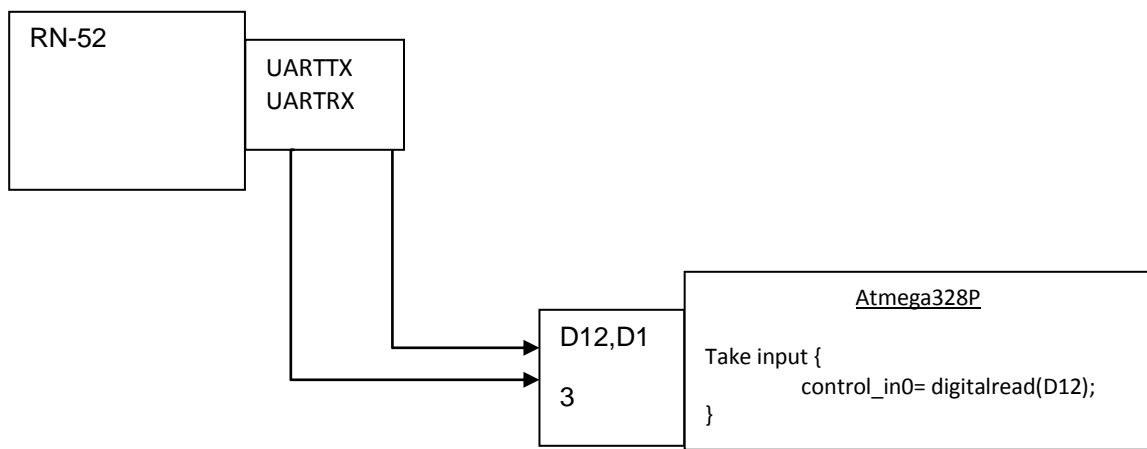 RN-52
UARTTX
UARTRX
D12,D1
3
Atmega328P
Take input {
control_in0= digitalread(D12);
}